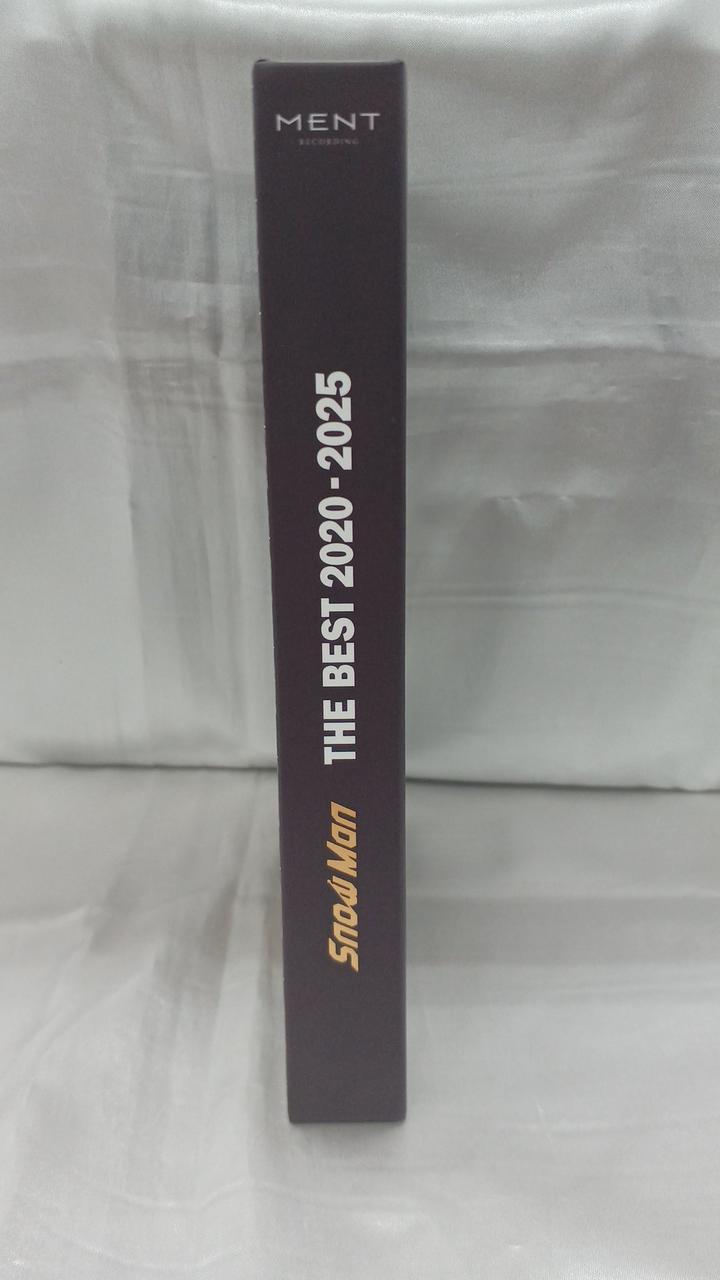 MENT
RECORDING
THE BEST 2020-2025
Snow Man